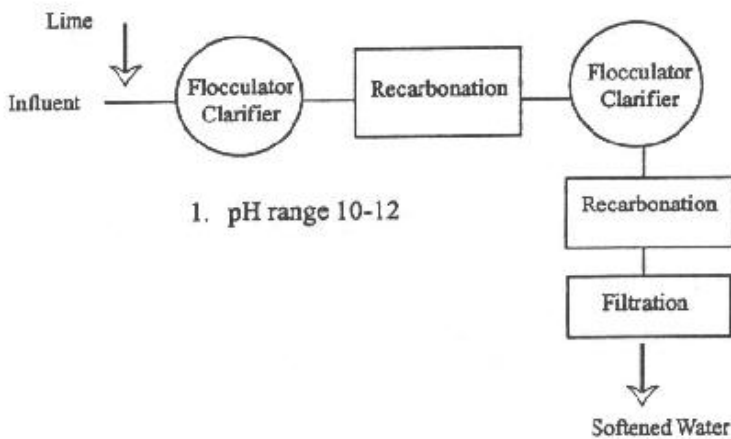 Lime
Influent
Flocculator
Clarifier
Recarbonation
Flocculator
Clarifier
1. pH range 10-12
Recarbonation
Filtration
Softened Water